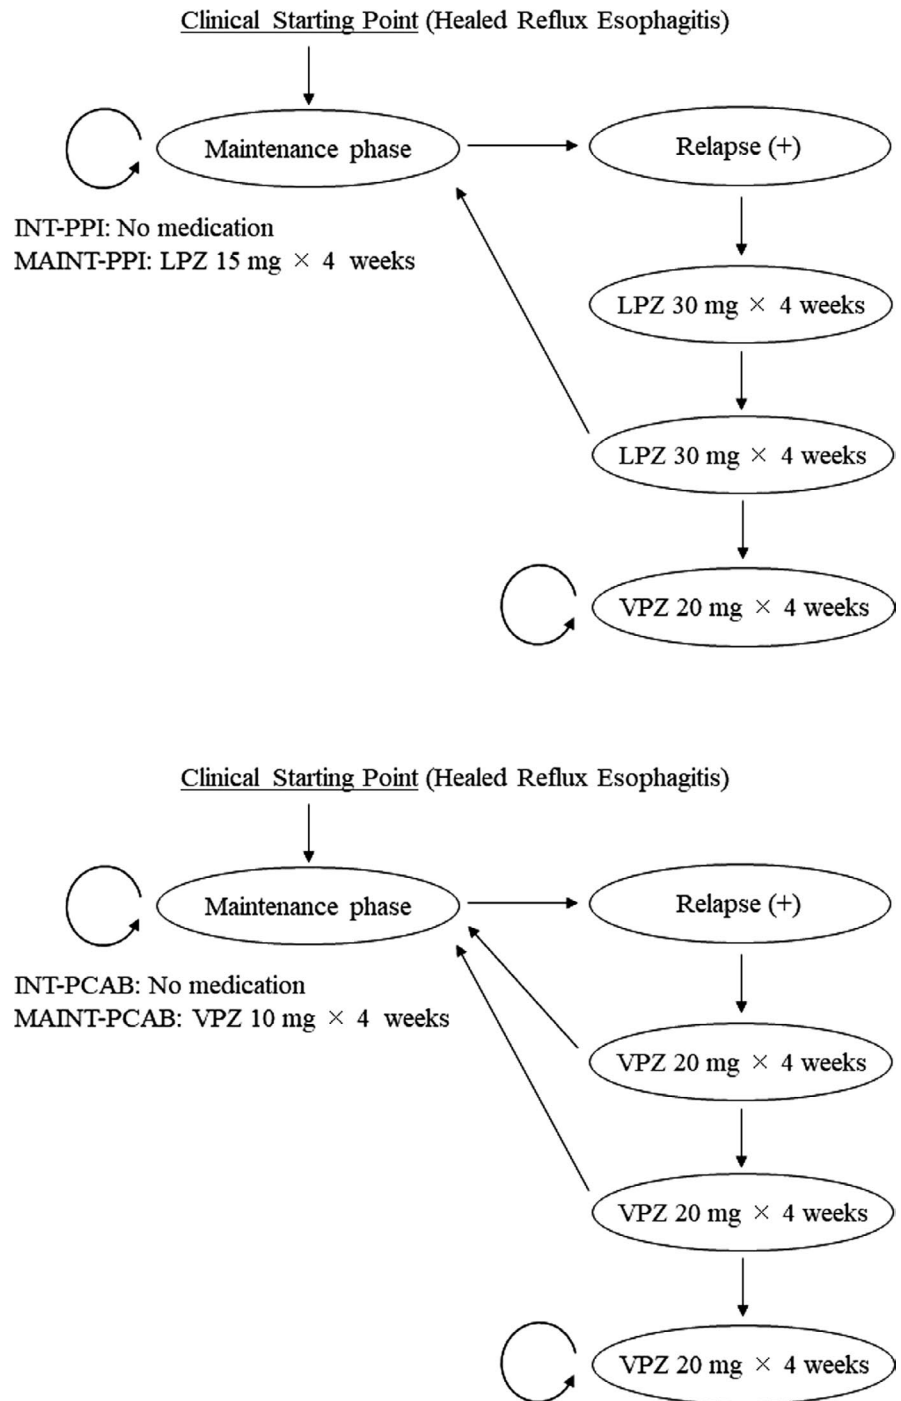 Clinical Starting Point (Healed Reflux Esophagitis)
Maintenance phase
Relapse (+)
INT-PPI: No medication
MAINT-PPI: LPZ 15 mg × 4 weeks
LPZ 30 mg × 4 weeks
LPZ 30 mg × 4 weeks
VPZ 20 mg × 4 weeks
Clinical Starting Point (Healed Reflux Esophagitis)
Maintenance phase
Relapse (+)
INT-PCAB: No medication
MAINT-PCAB: VPZ 10 mg × 4 weeks
VPZ 20 mg × 4 weeks
VPZ 20 mg × 4 weeks
VPZ 20 mg × 4 weeks